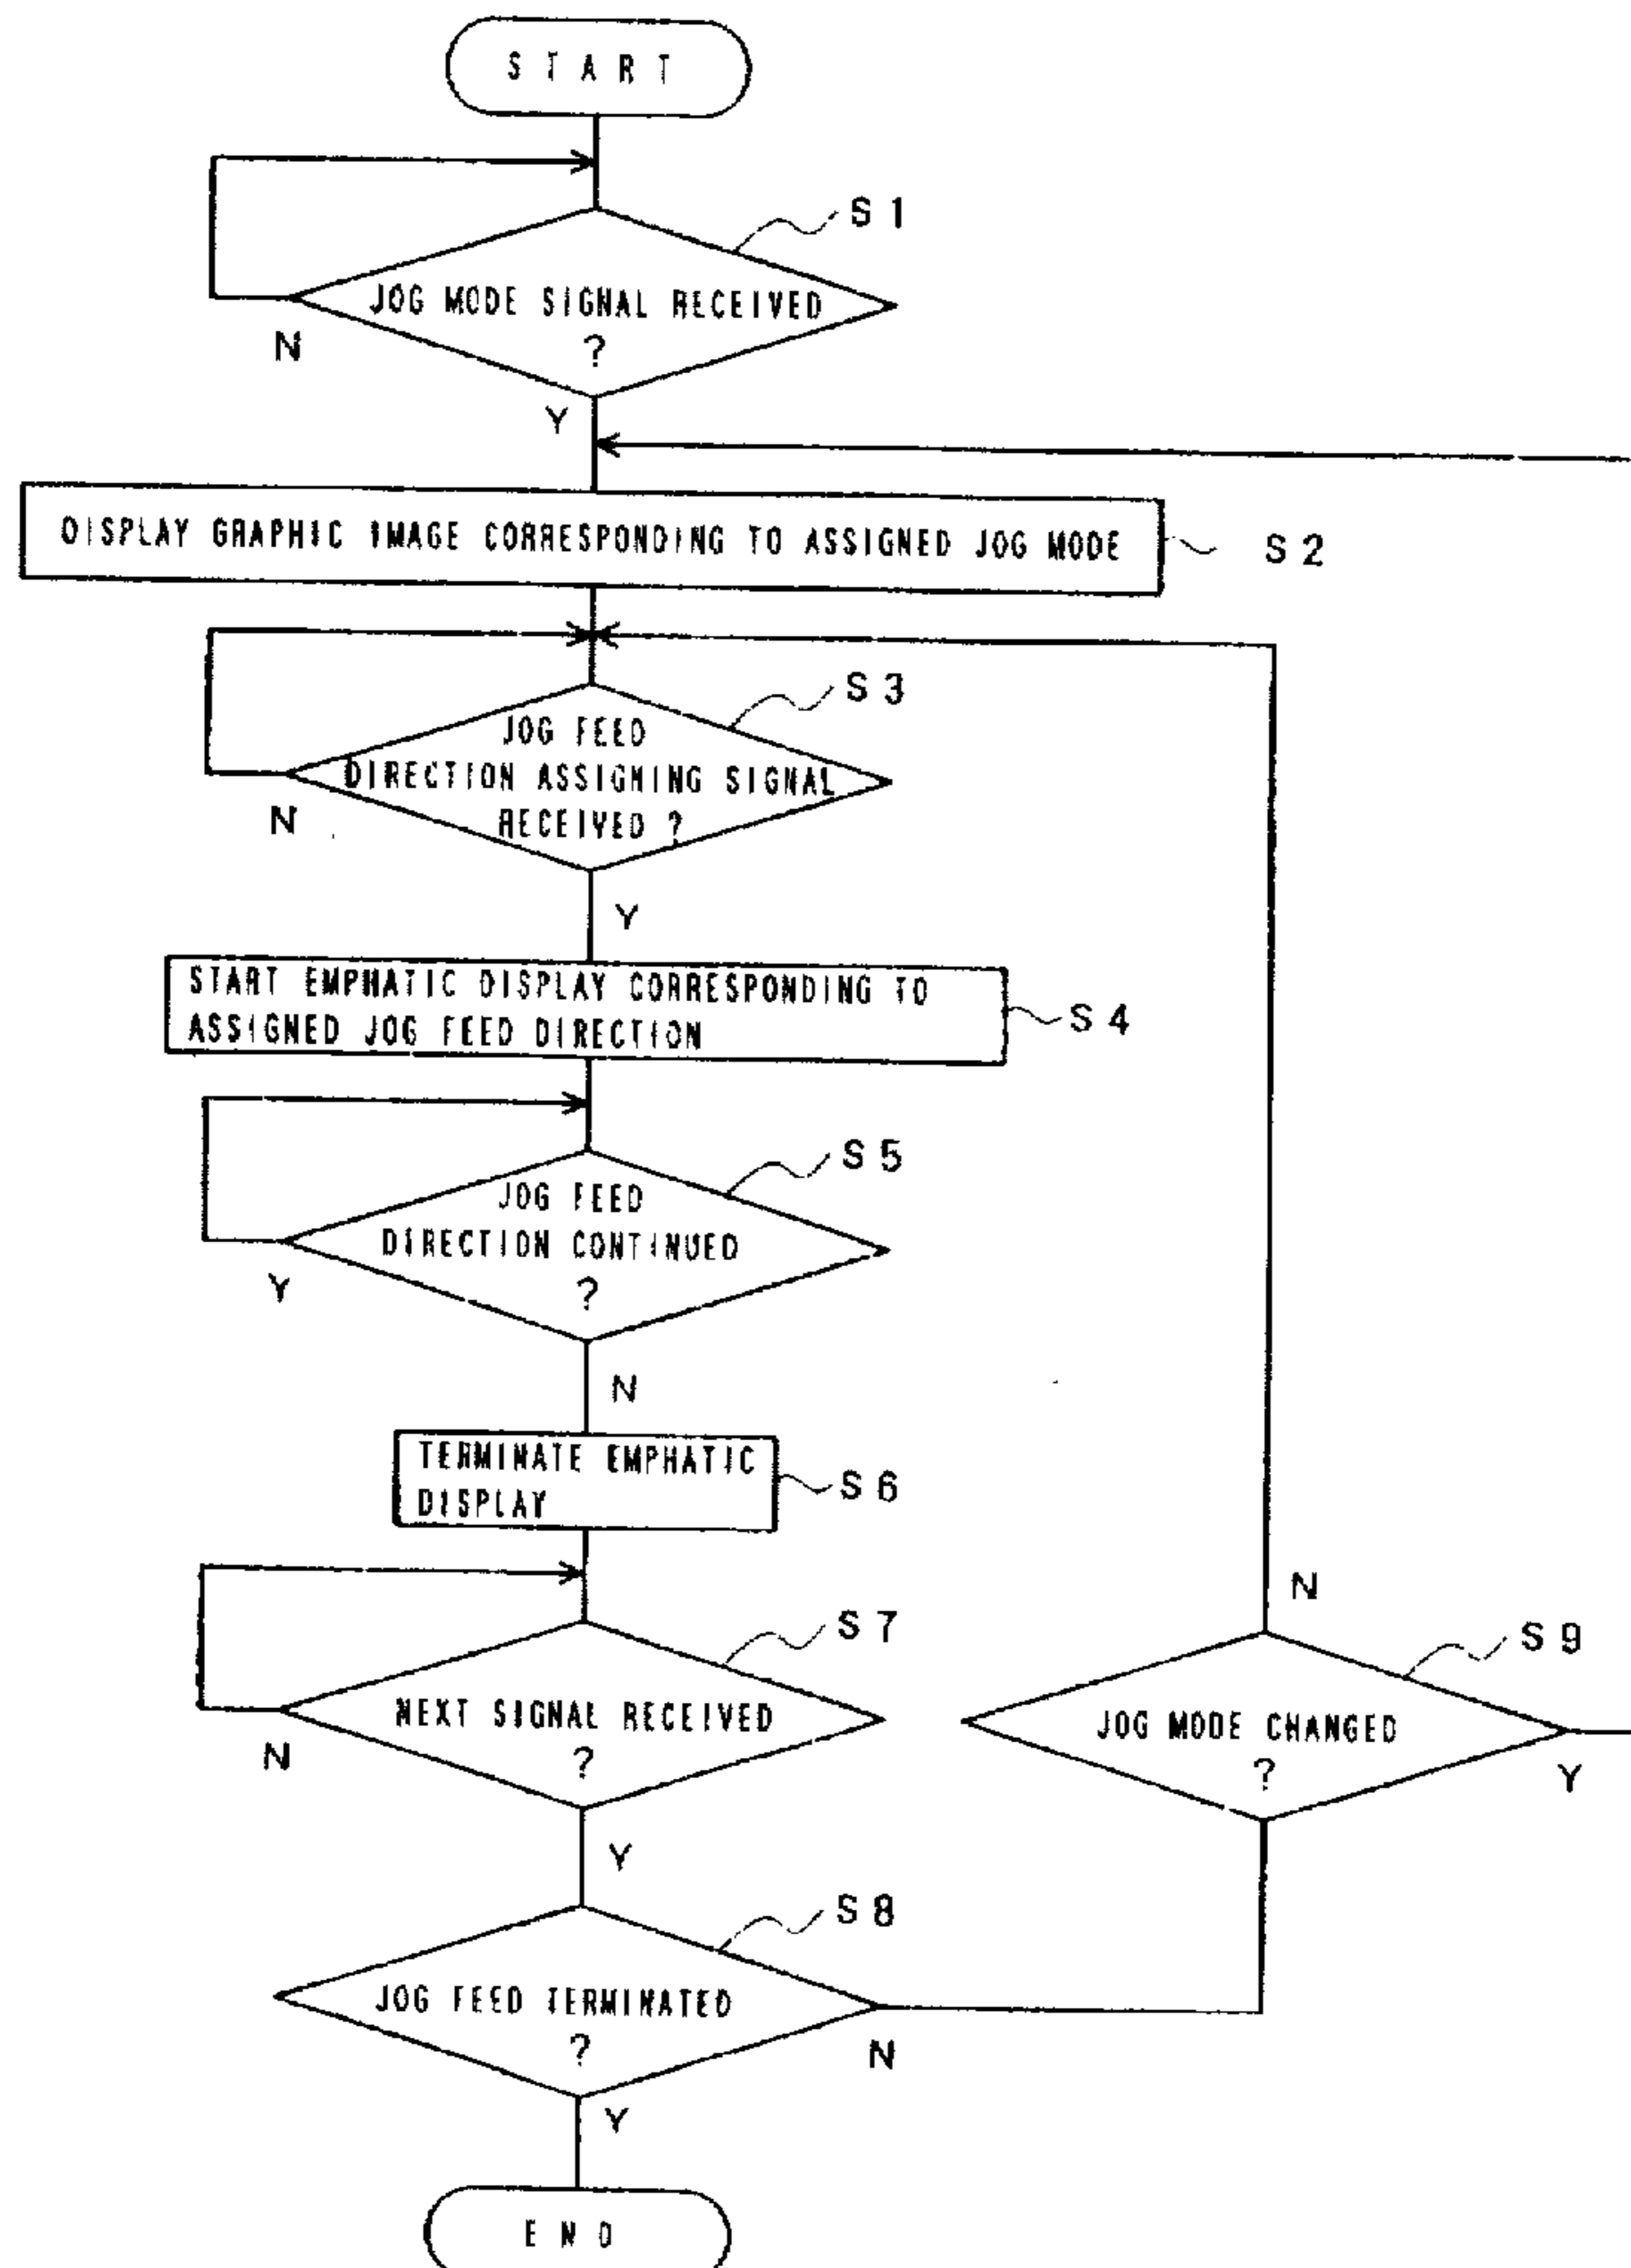 START
S1
JOG MODE SIGNAL RECEIVED
?
N
Y
DISPLAY GRAPHIC IMAGE CORRESPONDING TO ASSIGNED JOG MODE
S2
S3
JOG FEED
DIRECTION ASSIGNING SIGNAL
RECEIVED ?
N
Y
START EMPHATIC DISPLAY CORRESPONDING TO
ASSIGNED JOG FEED DIRECTION
S4
S5
JOG FEED
DIRECTION CONTINUED
?
Y
N
TERMINATE EMPHATIC
DISPLAY
S6
S7
NEXT SIGNAL RECEIVED
?
N
Y
N
S9
JOG MODE CHANGED
?
Y
S8
JOG FEED TERMINATED
?
N
Y
END